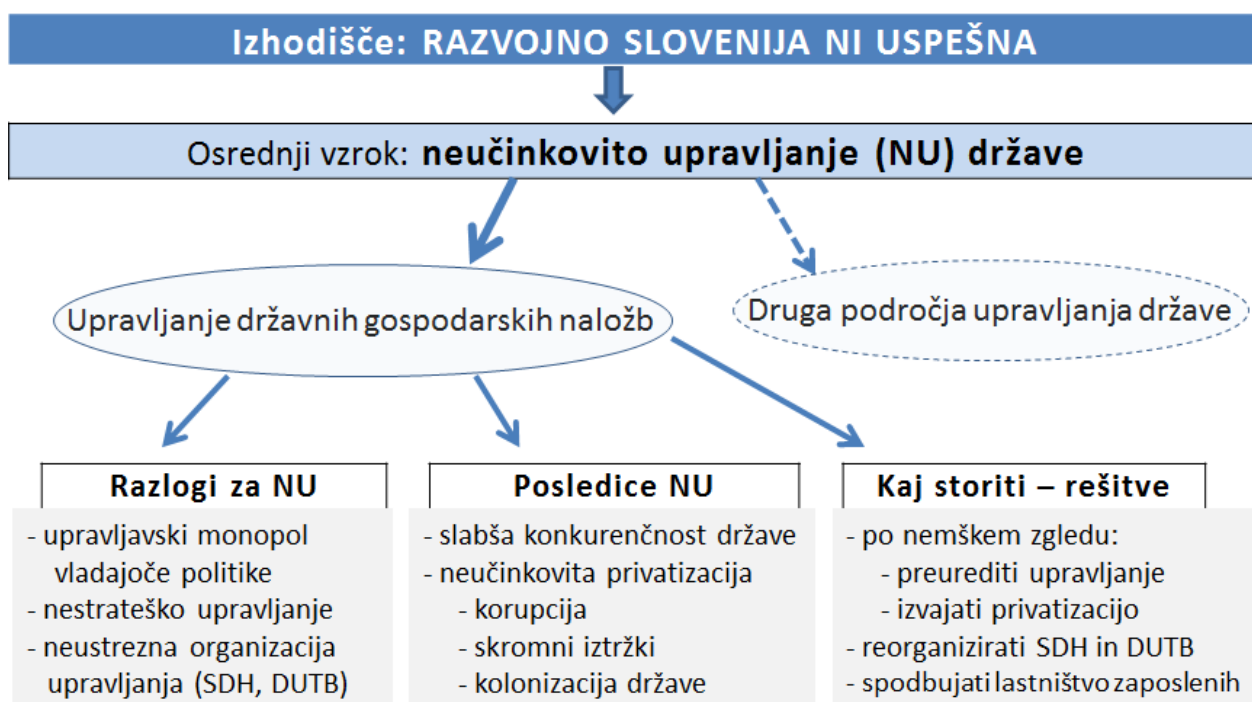 Izhodišče: RAZVOJNO SLOVENIJA NI USPEŠNA
Osrednji vzrok: neučinkovito upravljanje (NU) države
Upravljanje državnih gospodarskih naložb
Druga področja upravljanja države
Razlogi za NU
- upravljavski monopol
vladajoče politike
- nestrateško upravljanje
- neustrezna organizacija
upravljanja (SDH, DUTB)
Posledice NU
- slabša konkurenčnost države
- neučinkovita privatizacija
- korupcija
- skromni iztržki
- kolonizacija države
Kaj storiti – rešitve
- po nemškem zgledu:
- preurediti upravljanje
- izvajati privatizacijo
- reorganizirati SDH in DUTB
- spodbujati lastništvo zaposlenih